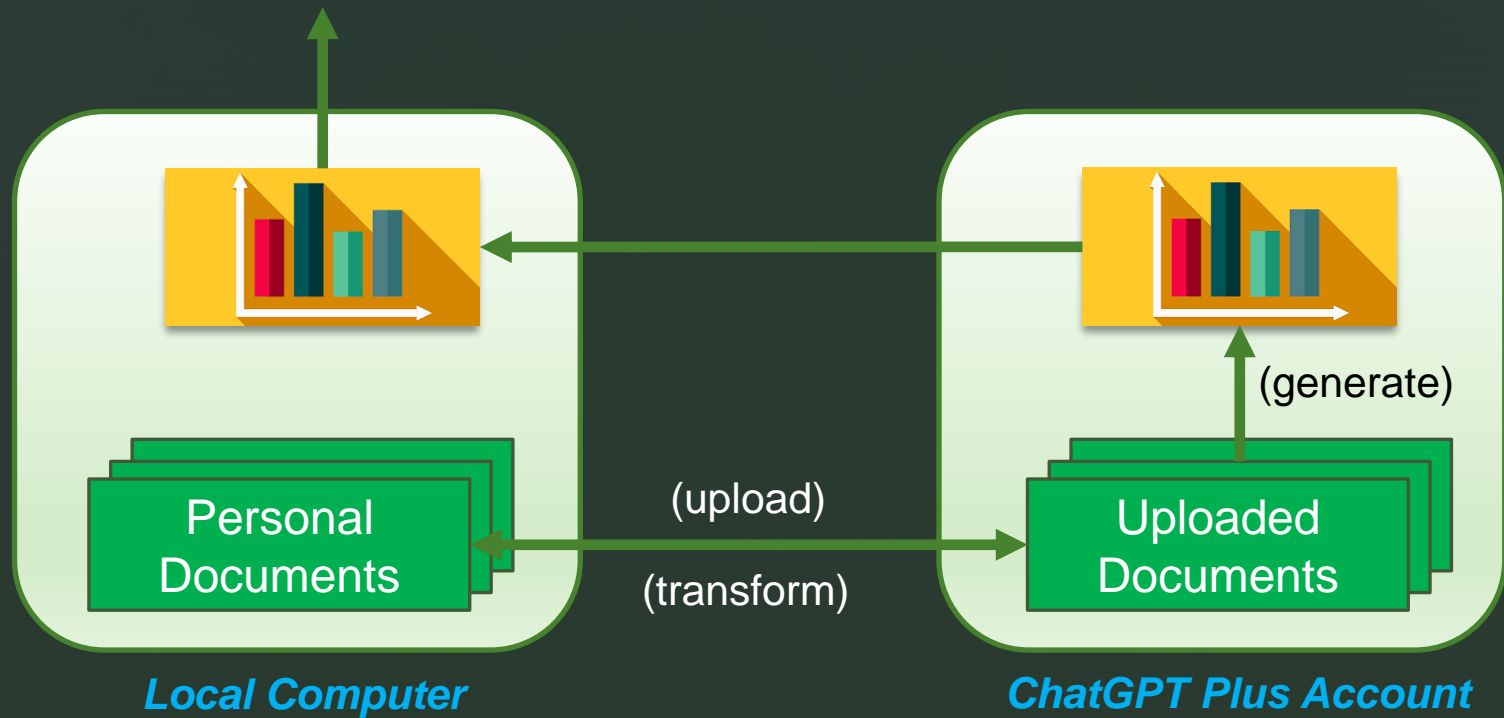 (generate)
Personal
Documents
(upload)
(transform)
Uploaded
Documents
Local Computer
ChatGPT Plus Account